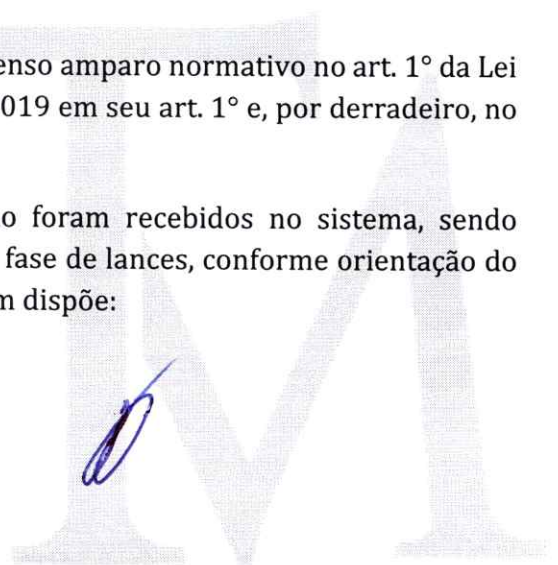 enso amparo normativo no art. 1° da Lei
019 em seu art. 1° e, por derradeiro, no
o foram recebidos no sistema, sendo
fase de lances, conforme orientação do
m dispõe: